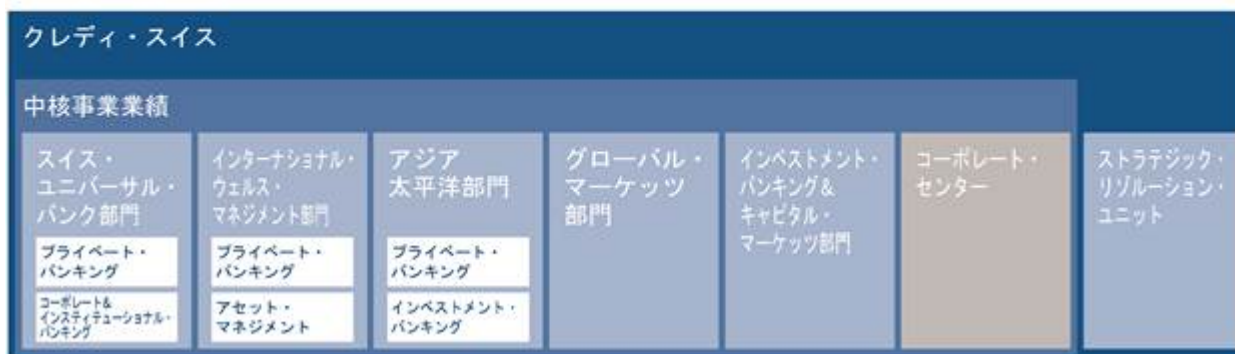 クレディ・スイス
中核事業業績
スイス・
ユニバーサル・
バンク部門
プライベート・
バンキング
コーポレート&
インスティテューショナル・
バンキング
インターナショナル・
ウェルス・
マネジメント部門
プライベート・
バンキング
アセット・
マネジメント
アジア
太平洋部門
プライベート・
バンキング
インベストメント・
バンキング
グローバル・
マーケッツ
部門
インベストメント・
バンキング&
キャピタル・
マーケッツ部門
コーポレート・
センター
ストラテジック・
リゾルーション・
ユニット